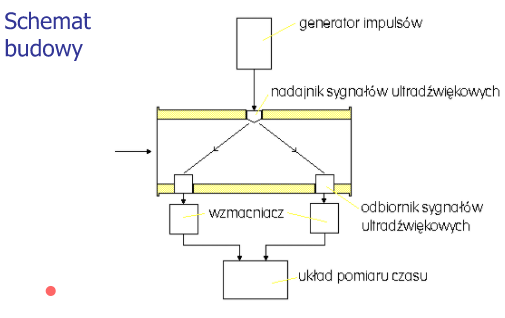 Schemat
budowy
generator impulsów
nadajnik sygnałów ultradźwiękowych
wzmacniacz
odbiornik sygnałów
ultradźwiękowych
układ pomiaru czasu